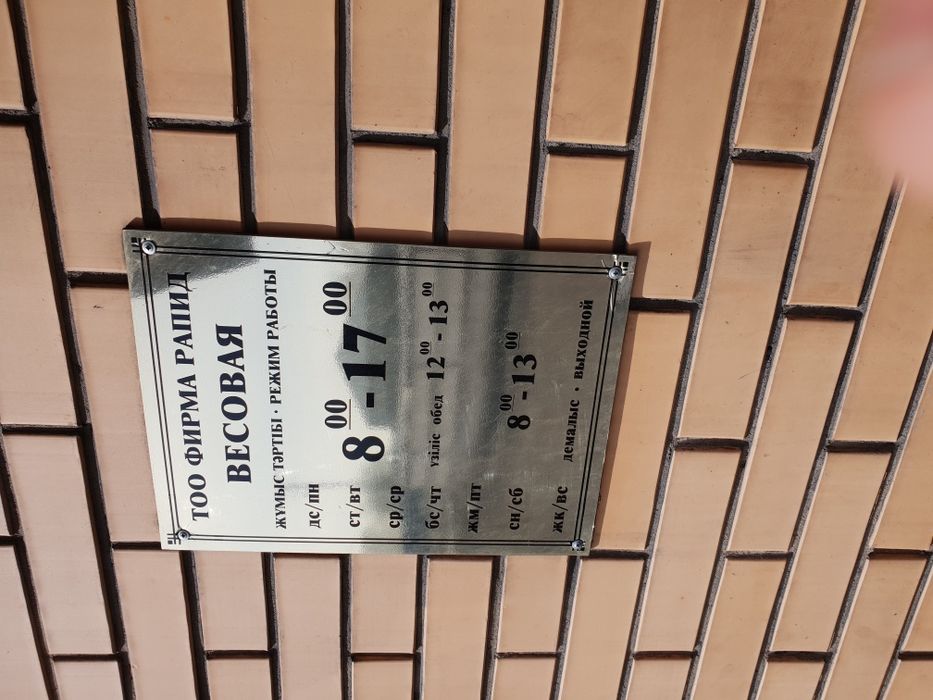 ТОО ФИРМА РАПИД
ВЕСОВАЯ
ЖҰМЫС ТӘРТІБІ · РЕЖИМ РАБОТЫ
дс/пн
ст/вт 8 00 - 17 00
ср/ср
бс/чт үзіліс обед 12 00 - 13 00
жм/пт
сн/сб 8 00 - 13 00
жк/вс демалыс · выходной